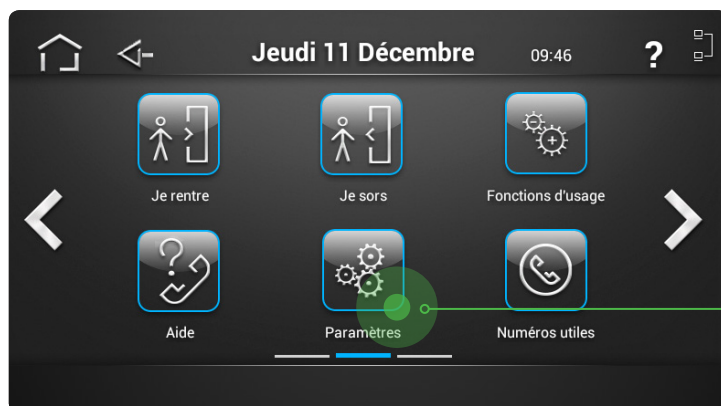 Jeudi 11 Décembre 09:46 ?
Je rentre Je sors Fonctions d'usage
Aide Paramètres Numéros utiles